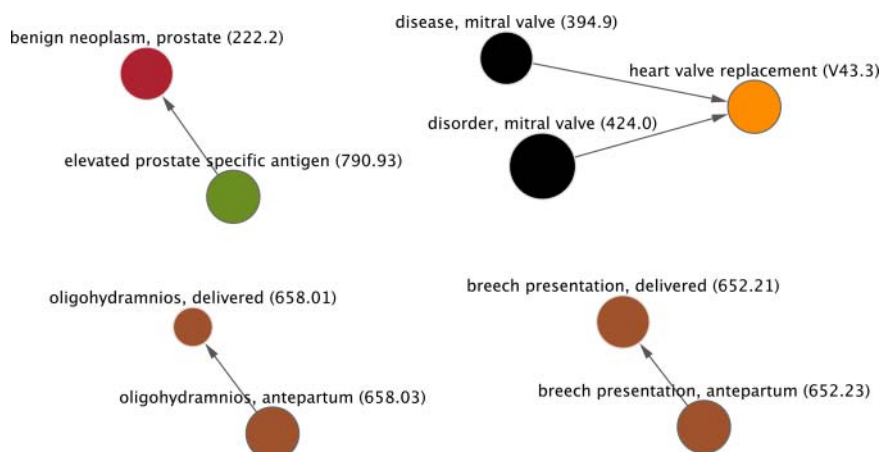 disease, mitral valve (394.9)
benign neoplasm, prostate (222.2)
heart valve replacement (V43.3)
disorder, mitral valve (424.0)
elevated prostate specific antigen (790.93)
breech presentation, delivered (652.21)
oligohydramnios, delivered (658.01)
breech presentation, antepartum (652.23)
oligohydramnios, antepartum (658.03)